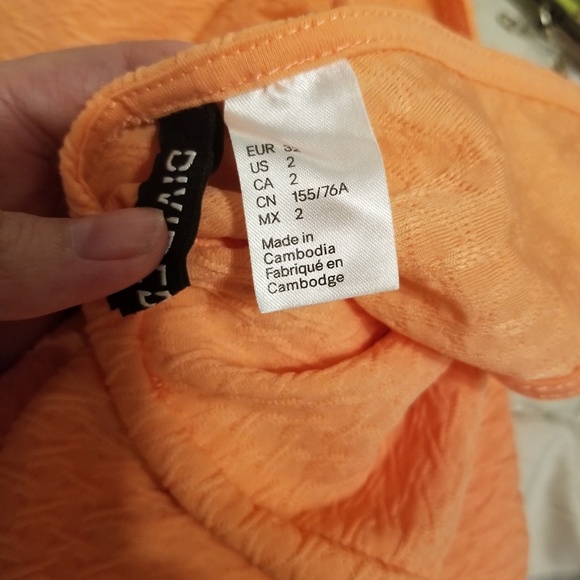 EUR
US 2
CA 2
CN 155/76A
MX 2
Made in
Cambodia
Fabriqué en
Cambodge